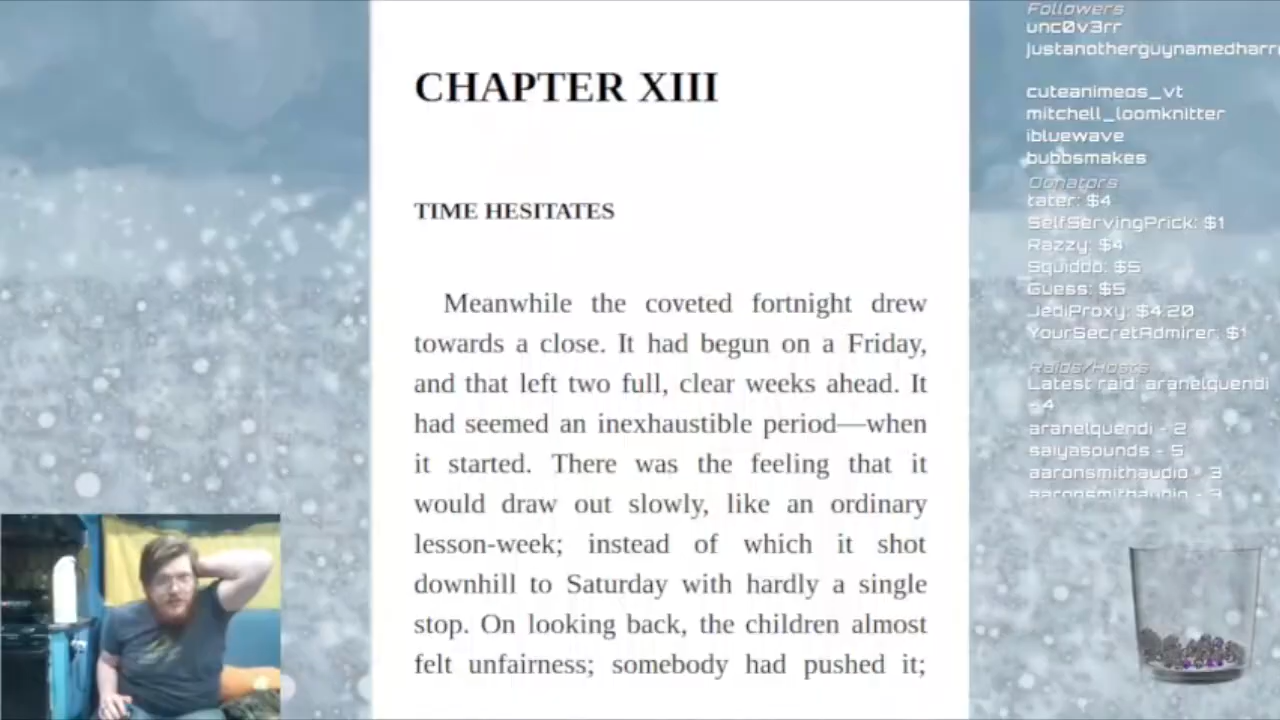 CHAPTER XIII
TIME HESITATES
Meanwhile the coveted fortnight drew
towards a close. It had begun on a Friday,
and that left two full, clear weeks ahead. It
had seemed an inexhaustible period—when
it started. There was the feeling that it
would draw out slowly, like an ordinary
lesson-week; instead of which it shot
downhill to Saturday with hardly a single
stop. On looking back, the children almost
felt unfairness; somebody had pushed it;
Followers
unc0v3rr
cuteanimeos_vt
mitchell_loomknitter
ibluewave
bubbsmakes
Donators
tater: $4
SelfServingPrick: $1
Razzy: $4
Squiddo: $5
Guess: $5
JediProxy: $4.20
YourSecretAdmirer: $1
Raids/Hosts
Latest raid: aranelquendi
-4
aranelquendi - 2
saiyasounds - 5
aaronsmithaudio - 3
aaronsmithaudio - 3